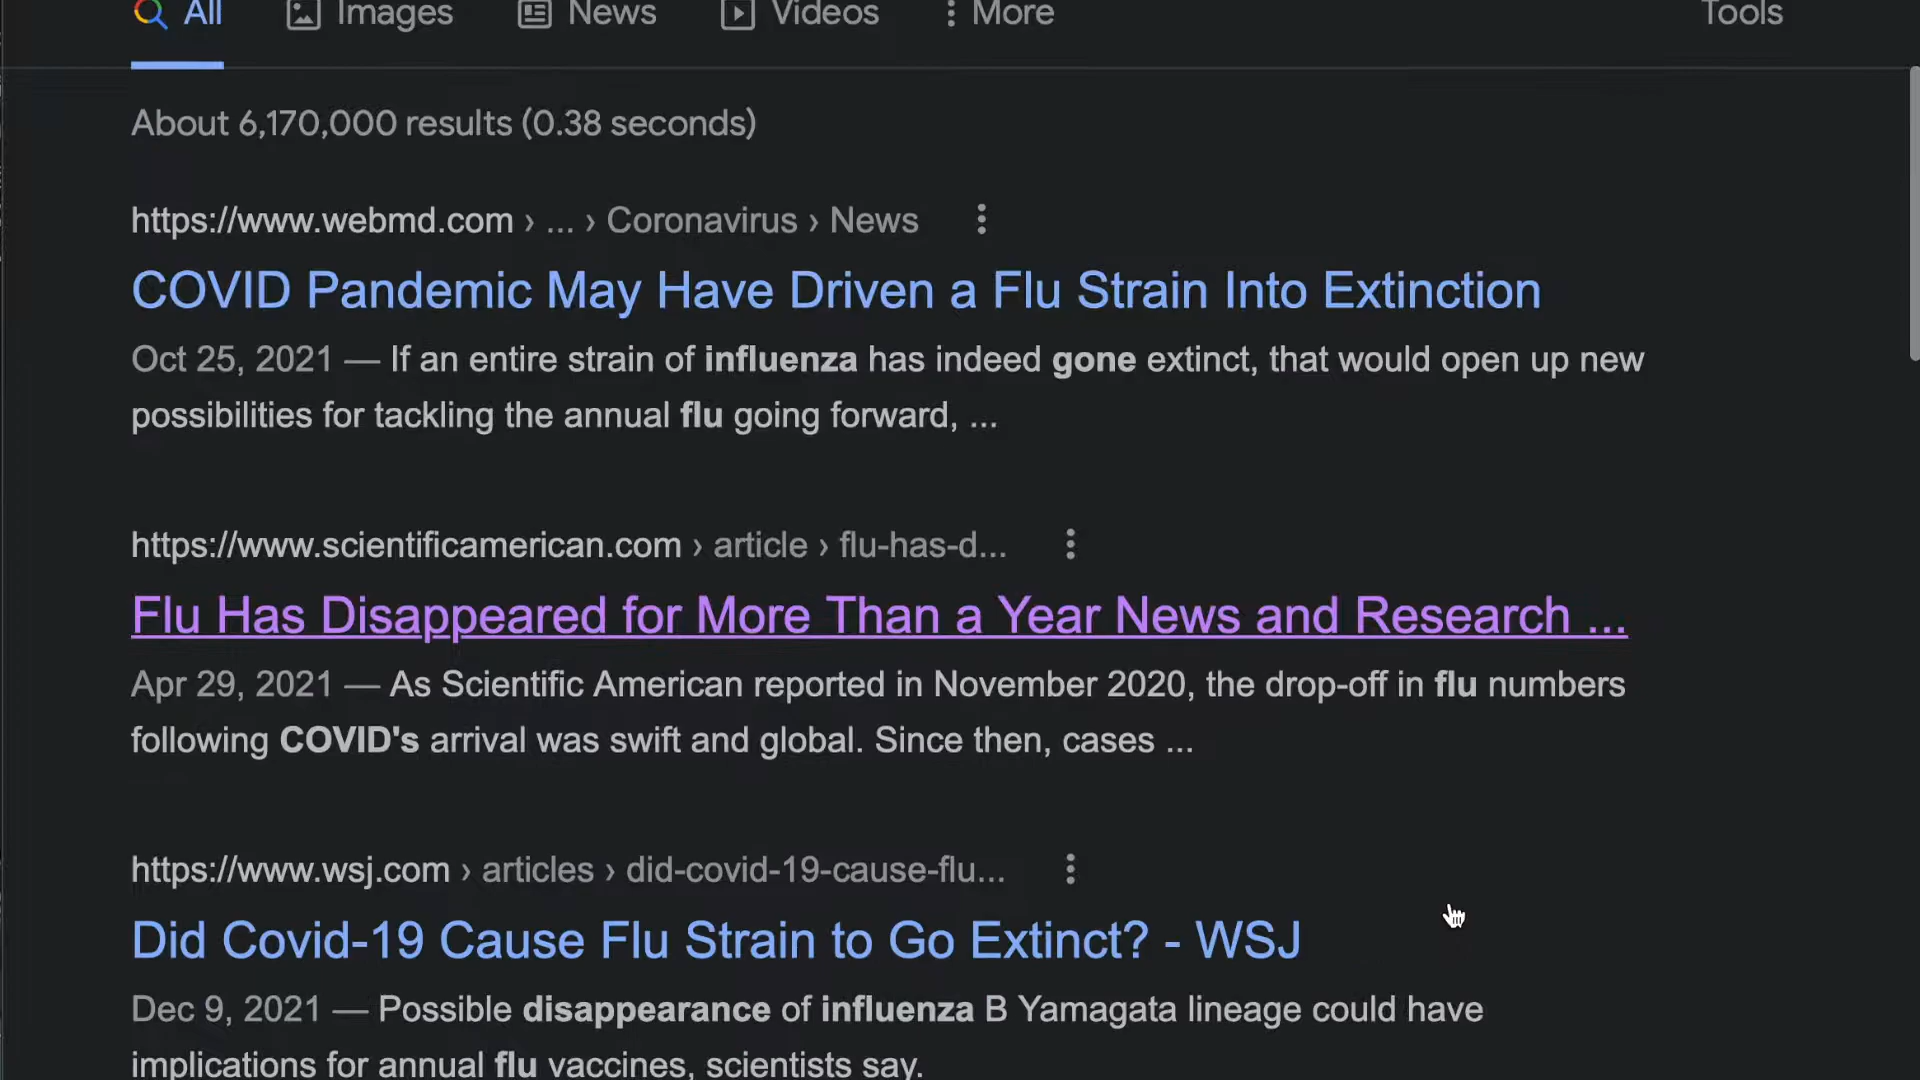 All Images News Videos More Tools
About 6,170,000 results (0.38 seconds)
https://www.webmd.com › ... › Coronavirus › News
COVID Pandemic May Have Driven a Flu Strain Into Extinction
Oct 25, 2021 — If an entire strain of influenza has indeed gone extinct, that would open up new
possibilities for tackling the annual flu going forward, ...
https://www.scientificamerican.com › article › flu-has-d...
Flu Has Disappeared for More Than a Year News and Research ...
Apr 29, 2021 — As Scientific American reported in November 2020, the drop-off in flu numbers
following COVID's arrival was swift and global. Since then, cases ...
https://www.wsj.com › articles › did-covid-19-cause-flu...
Did Covid-19 Cause Flu Strain to Go Extinct? - WSJ
Dec 9, 2021 — Possible disappearance of influenza B Yamagata lineage could have
implications for annual flu vaccines, scientists say.